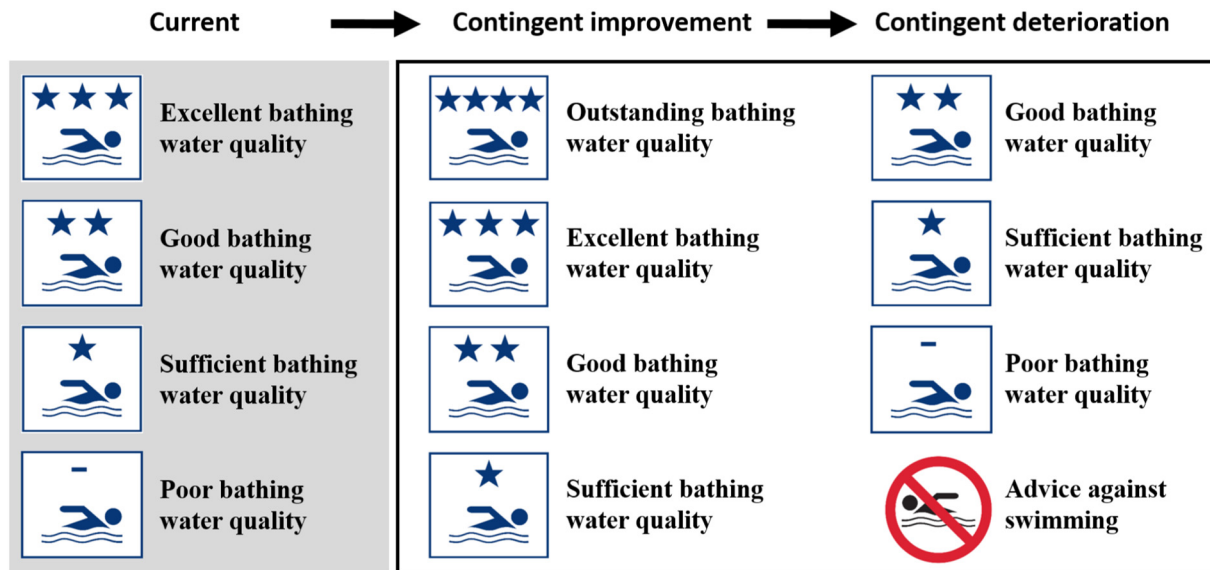 Current
Contingent improvement
Contingent deterioration
Excellent bathing
water quality
Outstanding bathing
water quality
Good bathing
water quality
Good bathing
water quality
Excellent bathing
water quality
Sufficient bathing
water quality
Sufficient bathing
water quality
Good bathing
water quality
Poor bathing
water quality
Poor bathing
water quality
Sufficient bathing
water quality
Advice against
swimming